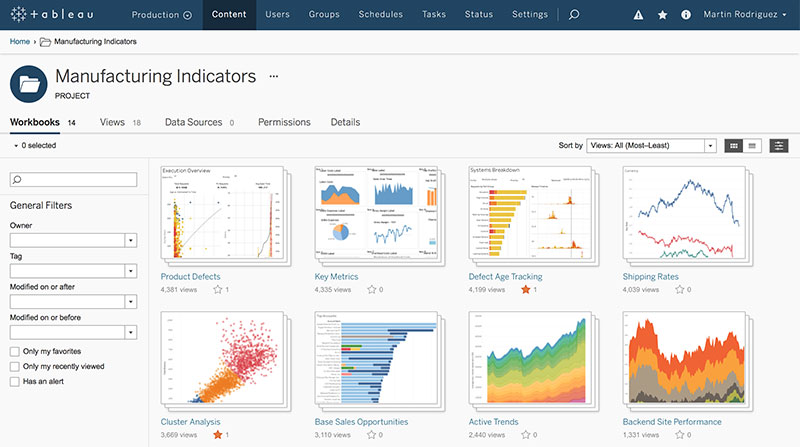 +ableau
Production
Content
Users
Groups
Schedules
Tasks
Status
Settings
Martin Rodriguez
Home
Manufacturing Indicators
Manufacturing Indicators
...
PROJECT
Workbooks 14
Views 18
Data Sources 0
Permissions
Details
0 selected
Sort by
Views: All (Most–Least)
General Filters
Owner
Tag
Modified on or after
Modified on or before
Only my favorites
Only my recently viewed
Has an alert
Execution Overview
Product Defects
4,381 views 1
Key Metrics
4,335 views 0
Systems Breakdown
Defect Age Tracking
4,199 views 1
Shipping Rates
4,039 views 0
Cluster Analysis
3,669 views 1
Base Sales Opportunities
3,110 views 0
Active Trends
2,440 views 0
Backend Site Performance
1,331 views 0